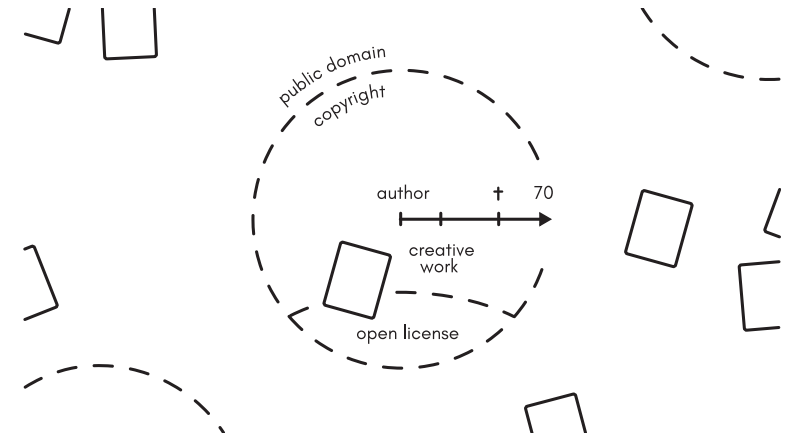 public domain
copyright
author † 70
creative
work
open license